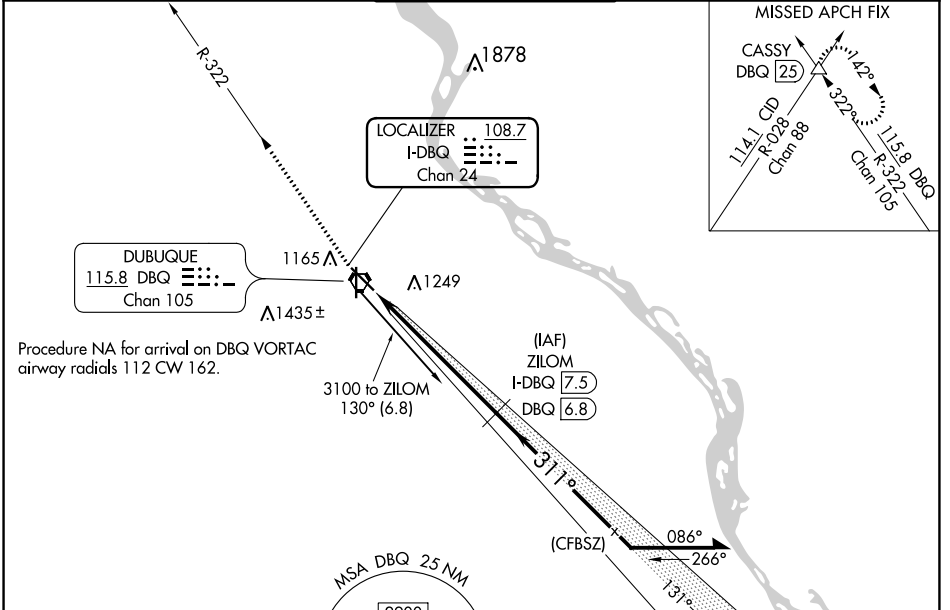 MISSED APCH FIX
CASSY
DBQ 25
142°
322°
114.1 CID
R-028
Chan 88
115.8 DBQ
R-322
Chan 105
R-322
1878
LOCALIZER 108.7
I-DBQ
Chan 24
DUBUQUE
115.8 DBQ
Chan 105
1165
1249
1435±
Procedure NA for arrival on DBQ VORTAC
airway radials 112 CW 162.
3100 to ZILOM
130° (6.8)
(IAF)
ZILOM
I-DBQ 7.5
DBQ 6.8
311°
(CFBSZ)
086°
266°
131°
MSA DBQ 25 NM